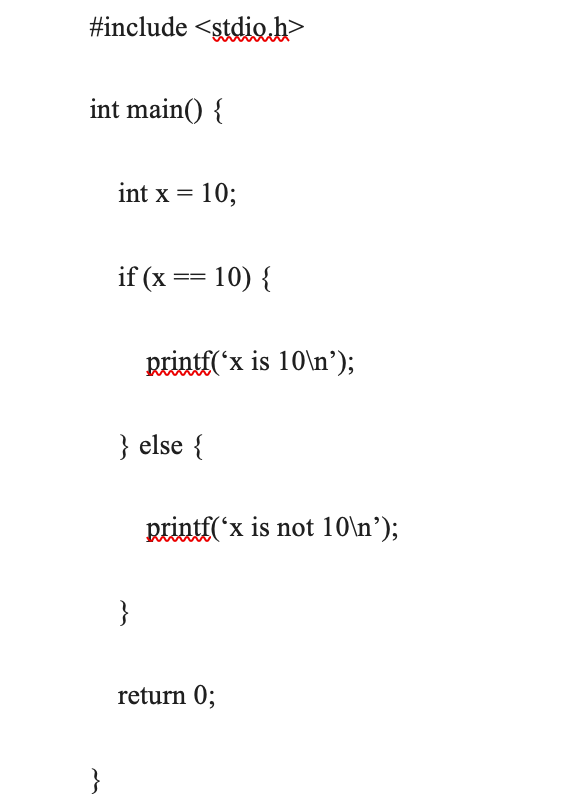 #include <stdio.h>
int main() {
int x = 10;
if (x == 10) {
printf(‘x is 10\n’);
} else {
printf(‘x is not 10\n’);
}
return 0;
}